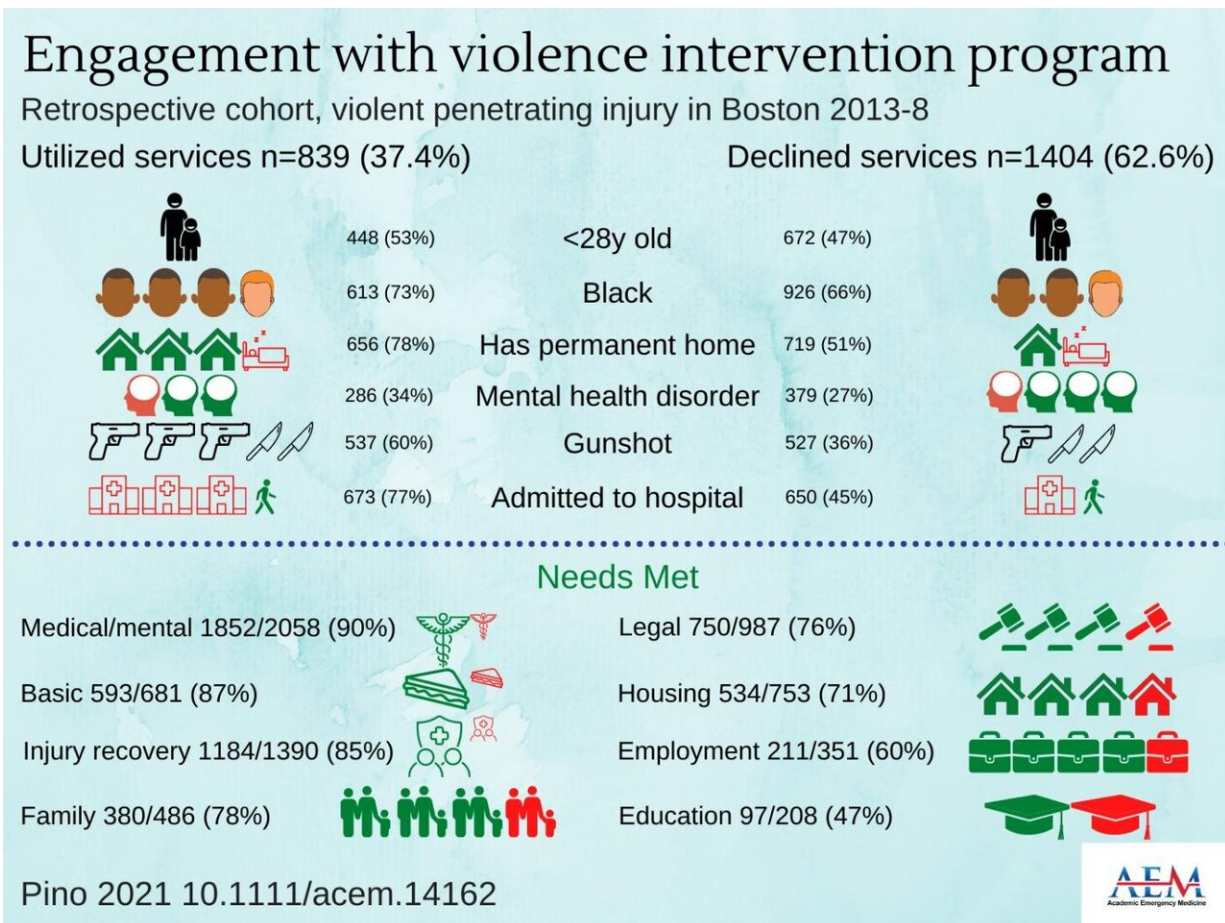 Engagement with violence intervention program
Retrospective cohort, violent penetrating injury in Boston 2013-8
Utilized services n=839 (37.4%)
Declined services n=1404 (62.6%)
448 (53%) <28y old 672 (47%)
613 (73%) Black 926 (66%)
656 (78%) Has permanent home 719 (51%)
286 (34%) Mental health disorder 379 (27%)
537 (60%) Gunshot 527 (36%)
673 (77%) Admitted to hospital 650 (45%)
Needs Met
Medical/mental 1852/2058 (90%)
Legal 750/987 (76%)
Basic 593/681 (87%)
Housing 534/753 (71%)
Injury recovery 1184/1390 (85%)
Employment 211/351 (60%)
Family 380/486 (78%)
Education 97/208 (47%)
Pino 2021 10.1111/acem.14162
AEM
Academic Emergency Medicine